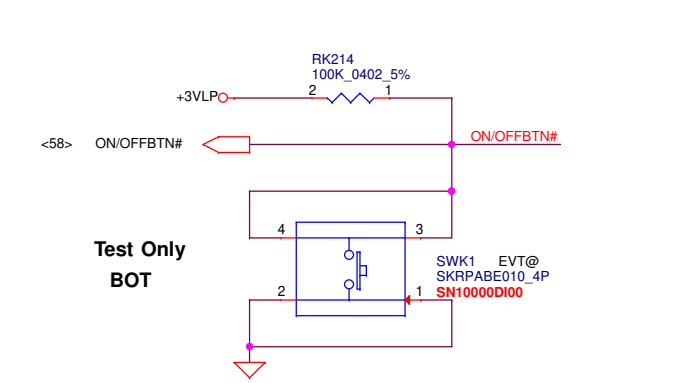 RK214
100K_0402_5%
2 1
+3VLP
<58> ON/OFFBTN#
ON/OFFBTN#
4 3
Test Only
BOT
2 1
SWK1 EVT@
SKRPABE010_4P
SN10000DI00